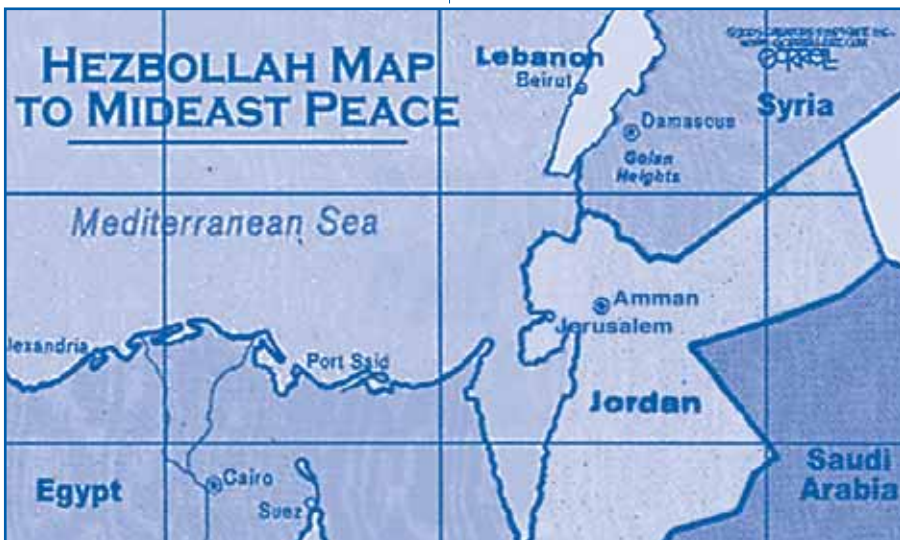 HEZBOLLAH MAP
TO MIDEAST PEACE
Lebanon
Beirut
Syria
Damascus
Golan
Heights
Mediterranean Sea
Amman
Jerusalem
lexandria
Port Said
Jordan
Cairo
Suez
Egypt
Saudi
Arabia